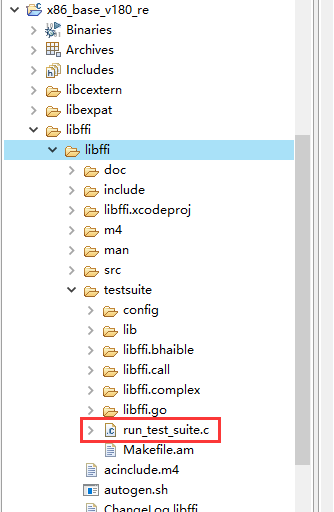 x86_base_v180_re
Binaries
Archives
Includes
libcextern
libexpat
libffi
libffi
doc
include
libffi.xcodeproj
m4
man
src
testsuite
config
lib
libffi.bhaible
libffi.call
libffi.complex
libffi.go
run_test_suite.c
Makefile.am
acinclude.m4
autogen.sh
ChangeLog.libffi